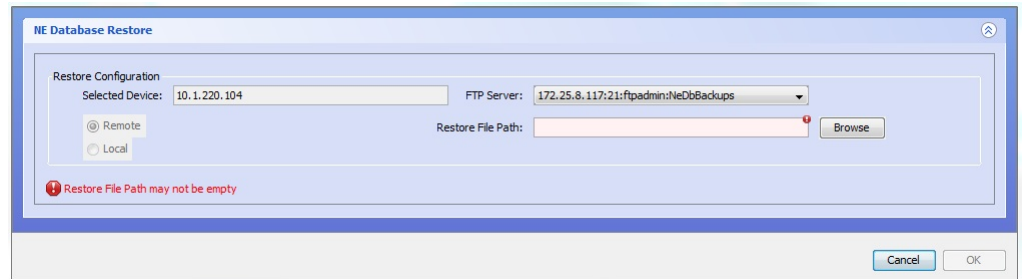 NE Database Restore
Restore Configuration
Selected Device: 10.1.220.104 FTP Server: 172.25.8.117:21:ftpadmin:NeDbBackups
Remote Restore File Path: Browse
Local
Restore File Path may not be empty
Cancel OK